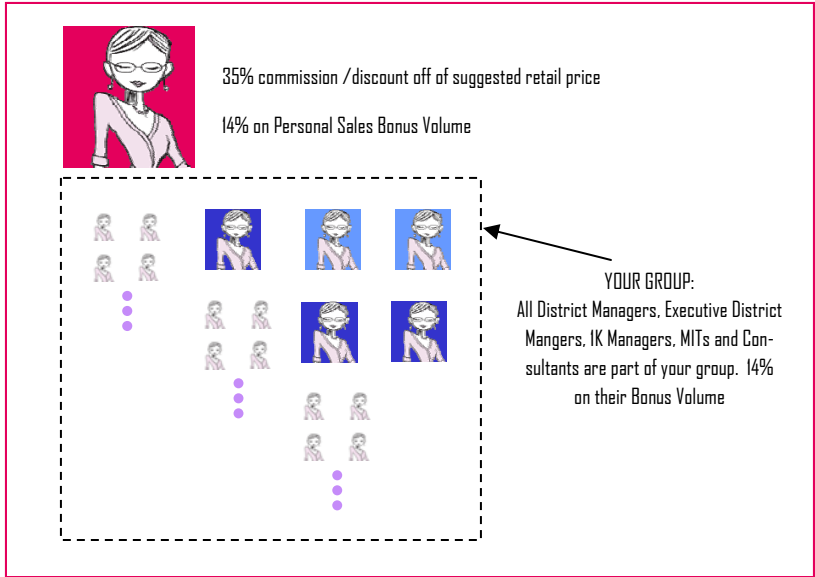 35% commission /discount off of suggested retail price
14% on Personal Sales Bonus Volume
YOUR GROUP:
All District Managers, Executive District
Mangers, 1K Managers, MITs and Con-
sultants are part of your group.  14%
on their Bonus Volume